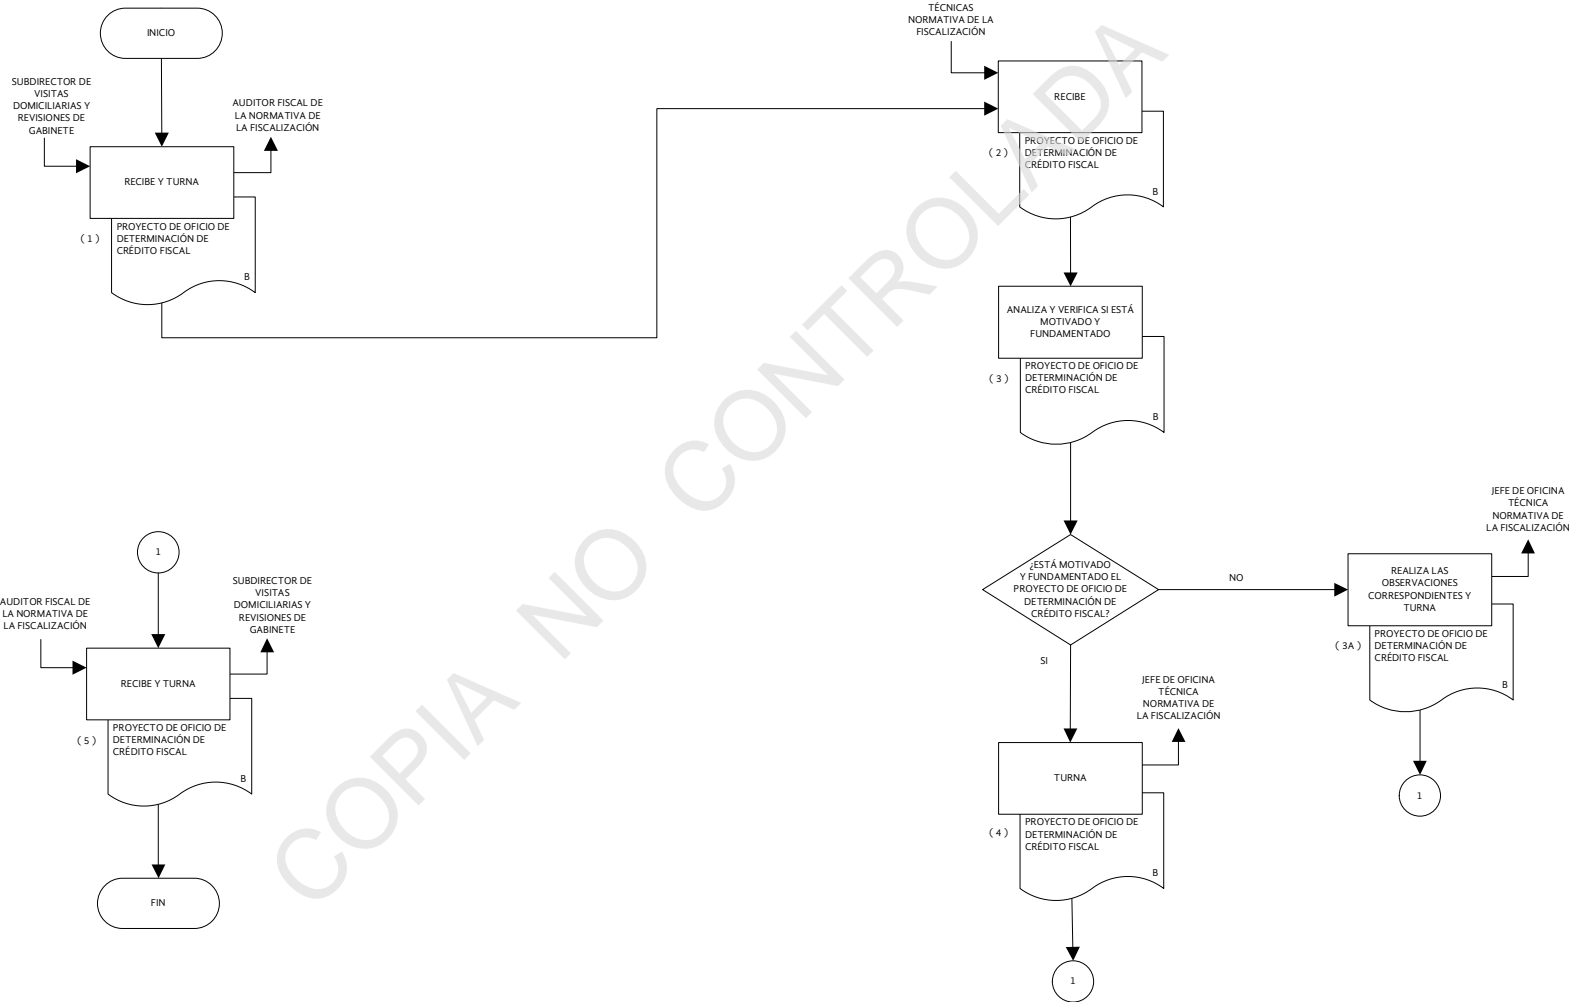 INICIO
SUBDIRECTOR DE
VISITAS
DOMICILIARIAS Y
REVISIONES DE
GABINETE
AUDITOR FISCAL DE
LA NORMATIVA DE
LA FISCALIZACIÓN
RECIBE Y TURNA
( 1 )
PROYECTO DE OFICIO DE
DETERMINACIÓN DE
CRÉDITO FISCAL
B
TÉCNICAS
NORMATIVA DE LA
FISCALIZACIÓN
RECIBE
( 2 )
PROYECTO DE OFICIO DE
DETERMINACIÓN DE
CRÉDITO FISCAL
B
ANALIZA Y VERIFICA SI ESTÁ
MOTIVADO Y
FUNDAMENTADO
( 3 )
PROYECTO DE OFICIO DE
DETERMINACIÓN DE
CRÉDITO FISCAL
B
¿ESTÁ MOTIVADO
Y FUNDAMENTADO EL
PROYECTO DE OFICIO DE
DETERMINACIÓN DE
CRÉDITO FISCAL?
NO
SI
JEFE DE OFICINA
TÉCNICA
NORMATIVA DE
LA FISCALIZACIÓN
REALIZA LAS
OBSERVACIONES
CORRESPONDIENTES Y
TURNA
( 3A )
PROYECTO DE OFICIO DE
DETERMINACIÓN DE
CRÉDITO FISCAL
B
1
JEFE DE OFICINA
TÉCNICA
NORMATIVA DE
LA FISCALIZACIÓN
TURNA
( 4 )
PROYECTO DE OFICIO DE
DETERMINACIÓN DE
CRÉDITO FISCAL
B
1
1
AUDITOR FISCAL DE
LA NORMATIVA DE
LA FISCALIZACIÓN
SUBDIRECTOR DE
VISITAS
DOMICILIARIAS Y
REVISIONES DE
GABINETE
RECIBE Y TURNA
( 5 )
PROYECTO DE OFICIO DE
DETERMINACIÓN DE
CRÉDITO FISCAL
B
FIN
COPIA NO CONTROLADA